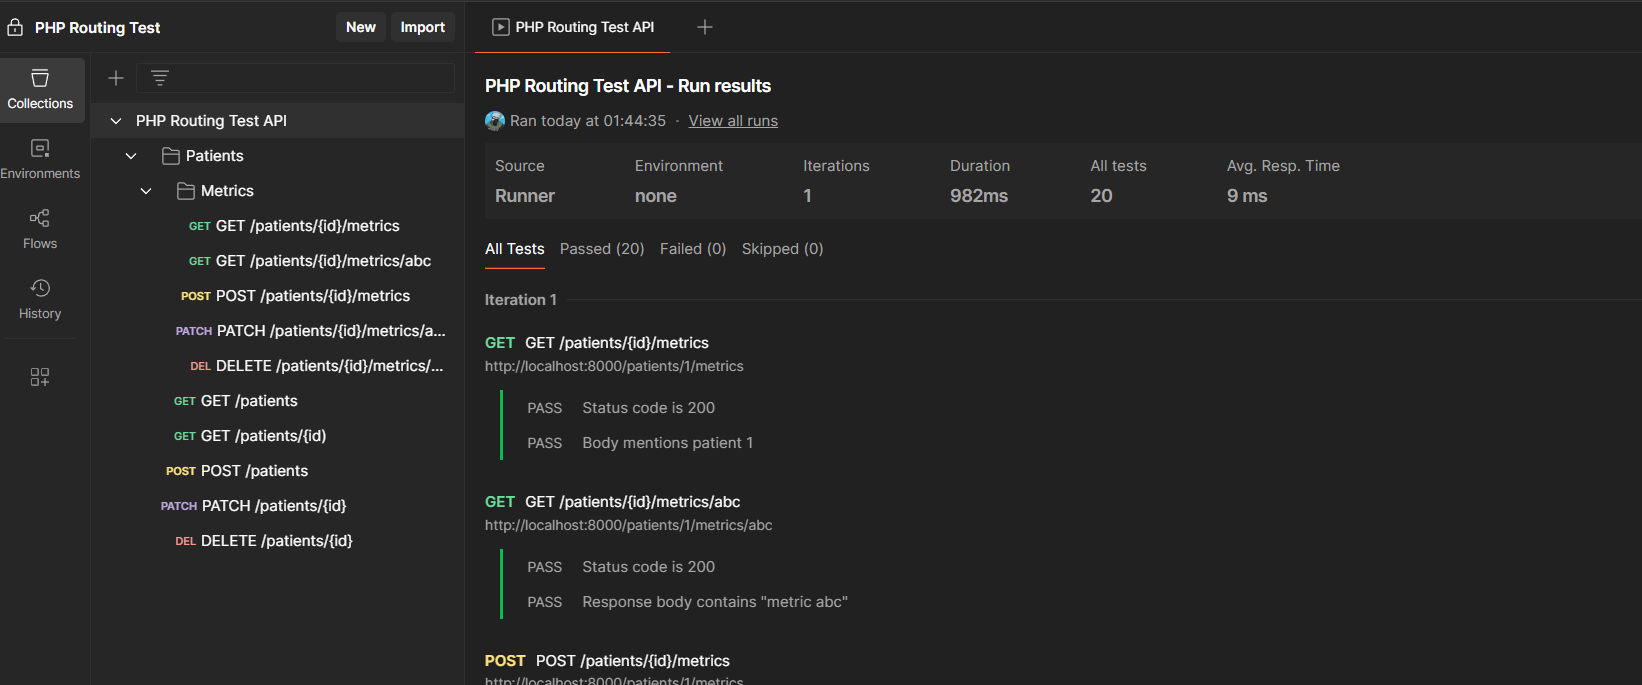 PHP Routing Test
New
Import
Collections
Environments
Flows
History
PHP Routing Test API
Patients
Metrics
GET GET /patients/{id}/metrics
GET GET /patients/{id}/metrics/abc
POST POST /patients/{id}/metrics
PATCH PATCH /patients/{id}/metrics/a...
DEL DELETE /patients/{id}/metrics/...
GET GET /patients
GET GET /patients/{id)
POST POST /patients
PATCH PATCH /patients/{id}
DEL DELETE /patients/{id}
PHP Routing Test API
PHP Routing Test API - Run results
Ran today at 01:44:35 · View all runs
Source Environment Iterations Duration All tests Avg. Resp. Time
Runner none 1 982ms 20 9 ms
All Tests Passed (20) Failed (0) Skipped (0)
Iteration 1
GET GET /patients/{id}/metrics
http://localhost:8000/patients/1/metrics
PASS Status code is 200
PASS Body mentions patient 1
GET GET /patients/{id}/metrics/abc
http://localhost:8000/patients/1/metrics/abc
PASS Status code is 200
PASS Response body contains "metric abc"
POST POST /patients/{id}/metrics
http://localhost:8000/patients/1/metrics